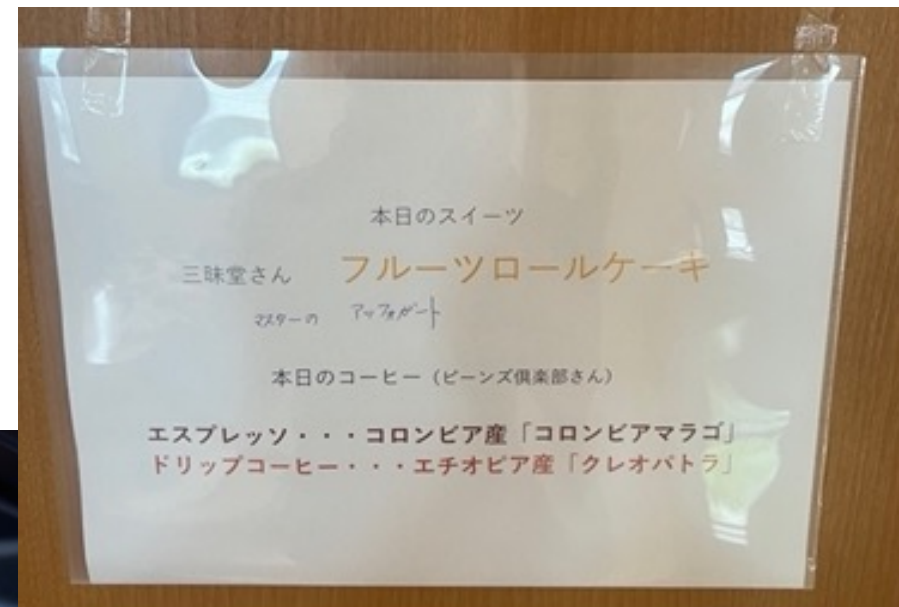 本日のスイーツ
三昧堂さん フルーツロールケーキ
マスターの アッフォガート
本日のコーヒー（ビーンズ倶楽部さん）
エスプレッソ・・・コロンビア産「コロンビアマラゴ」
ドリップコーヒー・・・エチオピア産「クレオパトラ」